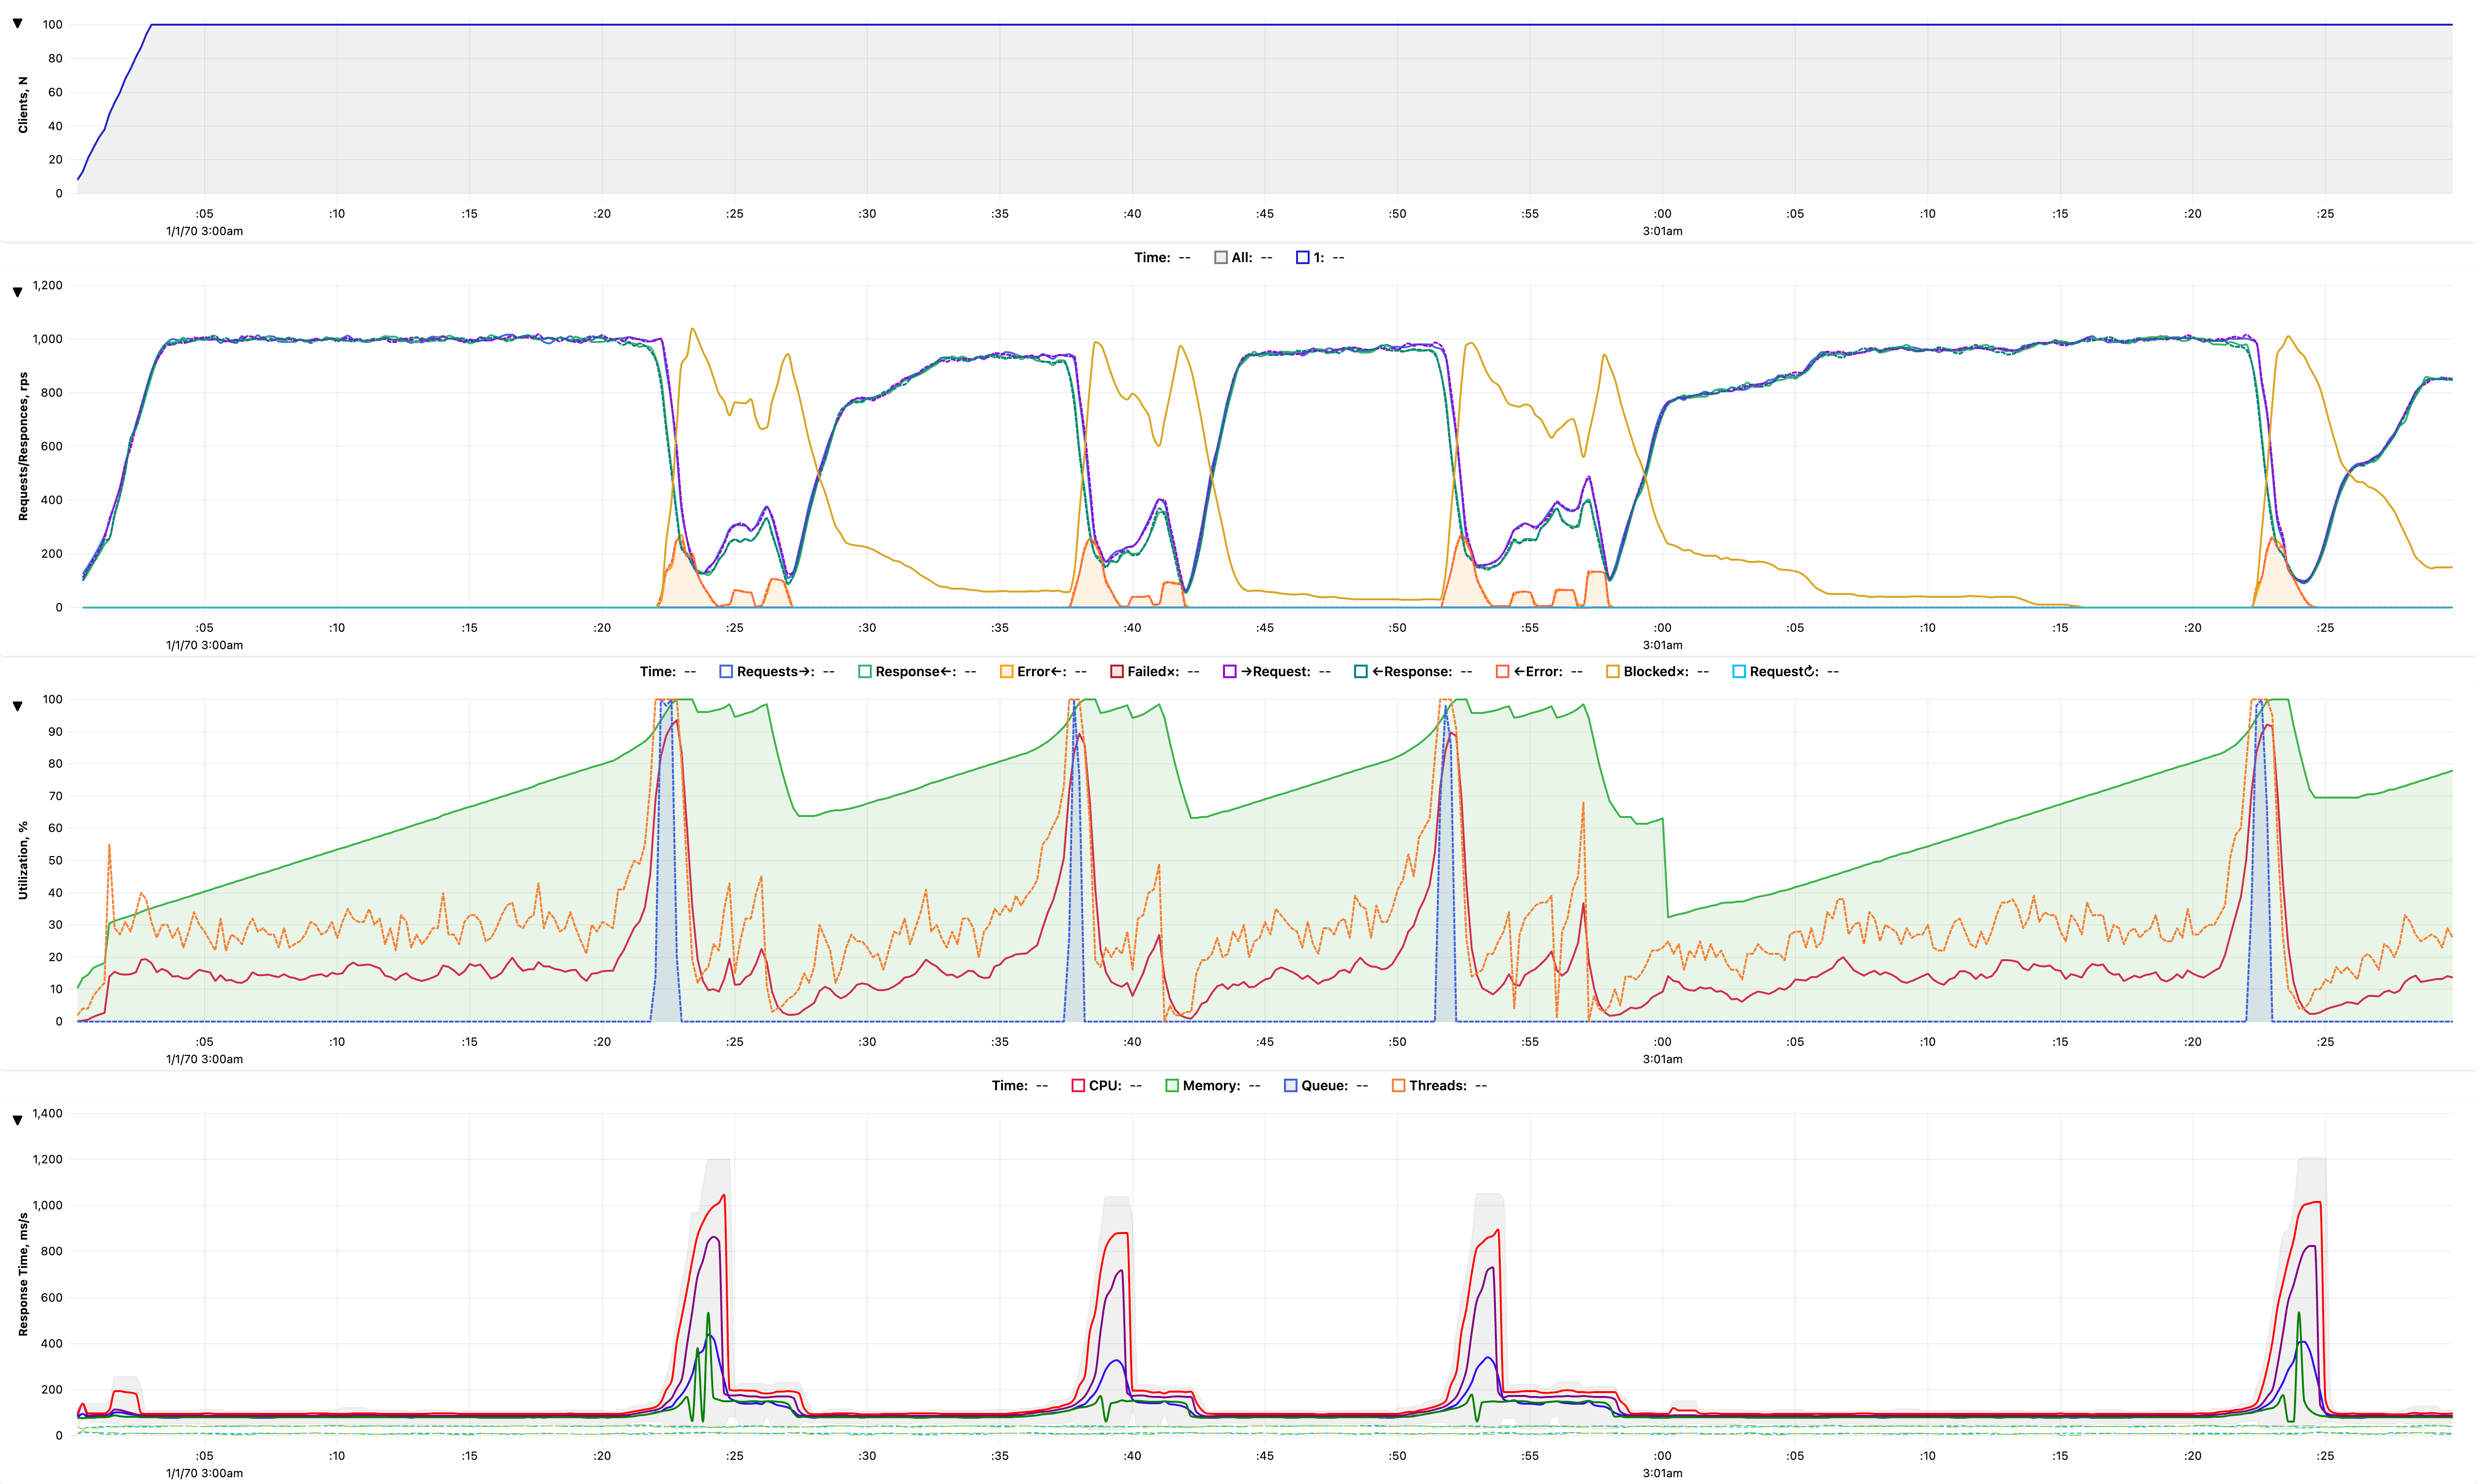 ▼
Clients, N
100
80
60
40
20
0
:05 :10 :15 :20 :25 :30 :35 :40 :45 :50 :55 :00 :05 :10 :15 :20 :25
1/1/70 3:00am 3:01am
Time: -- All: -- 1: --
▼
Requests/Responces, rps
1,200
1,000
800
600
400
200
0
:05 :10 :15 :20 :25 :30 :35 :40 :45 :50 :55 :00 :05 :10 :15 :20 :25
1/1/70 3:00am 3:01am
Time: -- Requests→: -- Response←: -- Error←: -- Failed×: -- →Request: -- ←Response: -- ←Error: -- Blocked×: -- Request↻: --
▼
Utilization, %
100
90
80
70
60
50
40
30
20
10
0
:05 :10 :15 :20 :25 :30 :35 :40 :45 :50 :55 :00 :05 :10 :15 :20 :25
1/1/70 3:00am 3:01am
Time: -- CPU: -- Memory: -- Queue: -- Threads: --
▼
Response Time, ms/s
1,400
1,200
1,000
800
600
400
200
0
:05 :10 :15 :20 :25 :30 :35 :40 :45 :50 :55 :00 :05 :10 :15 :20 :25
1/1/70 3:00am 3:01am